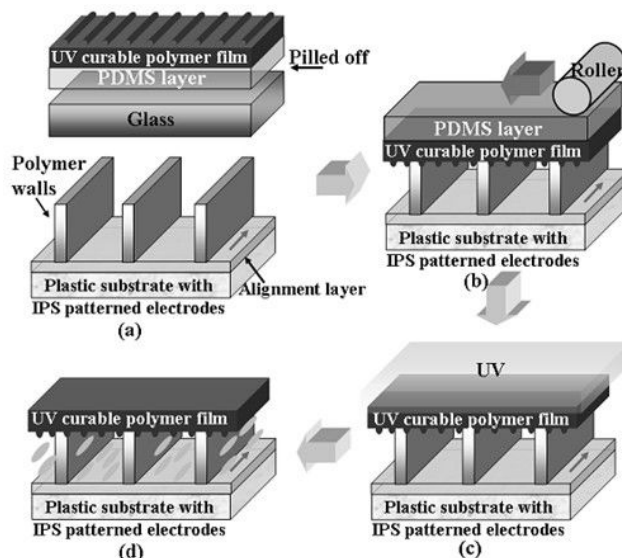 UV curable polymer film
Pilled off
PDMS layer
Glass
Polymer
walls
Plastic substrate with
Alignment layer
IPS patterned electrodes
(a)
Roller
PDMS layer
UV curable polymer film
Plastic substrate with
IPS patterned electrodes
(b)
UV
UV curable polymer film
Plastic substrate with
IPS patterned electrodes
(c)
UV curable polymer film
Plastic substrate with
IPS patterned electrodes
(d)